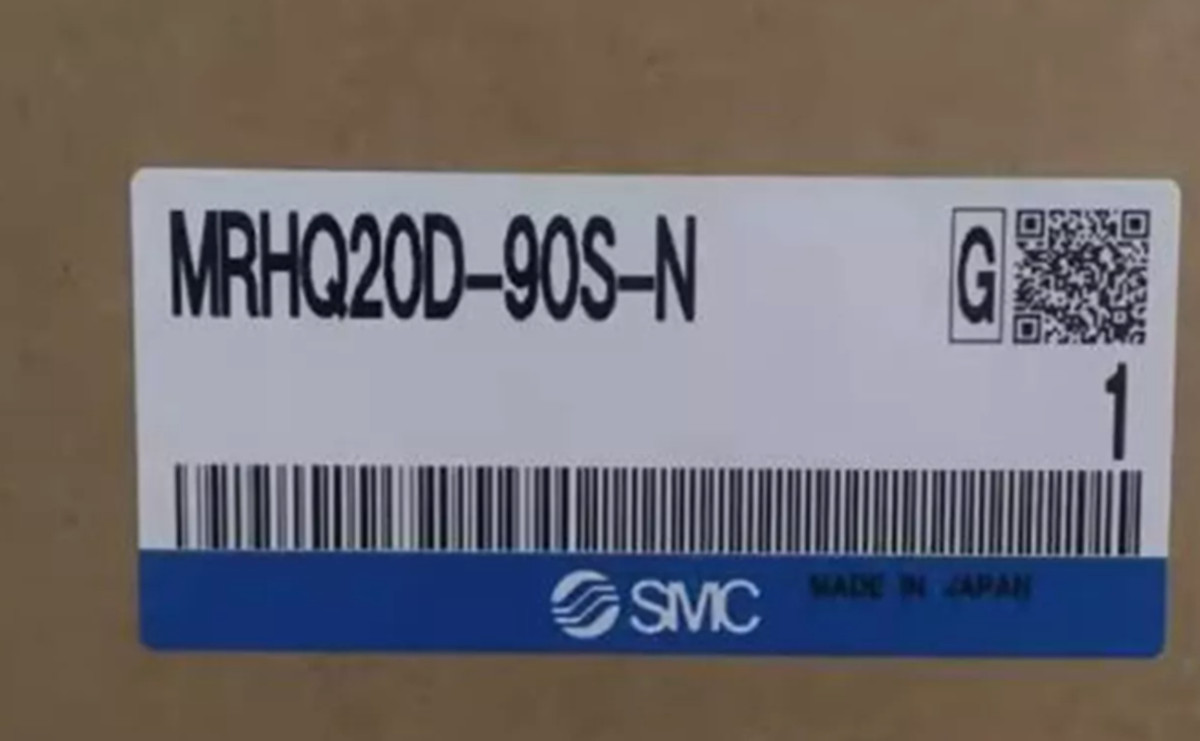 MRHQ20D-90S-N
G
1
SMC
MADE IN JAPAN